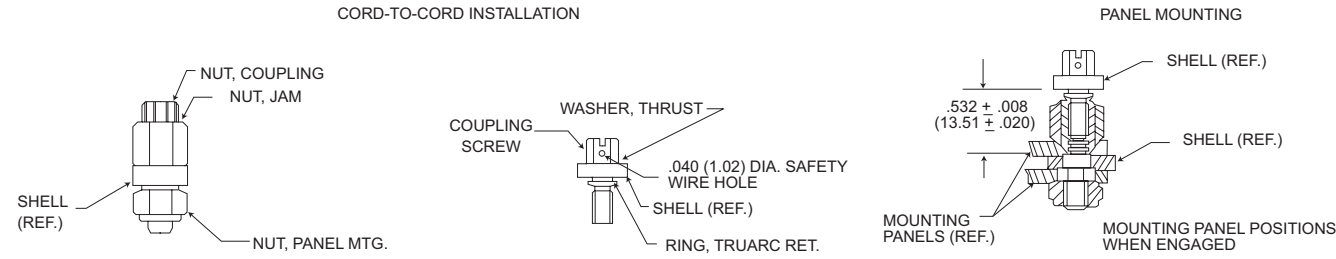 CORD-TO-CORD INSTALLATION
PANEL MOUNTING
NUT, COUPLING
NUT, JAM
SHELL
(REF.)
NUT, PANEL MTG.
WASHER, THRUST
COUPLING
SCREW
.040 (1.02) DIA. SAFETY
WIRE HOLE
SHELL (REF.)
RING, TRUARC RET.
SHELL (REF.)
.532 ± .008
(13.51 ± .020)
SHELL (REF.)
MOUNTING
PANELS (REF.)
MOUNTING PANEL POSITIONS
WHEN ENGAGED